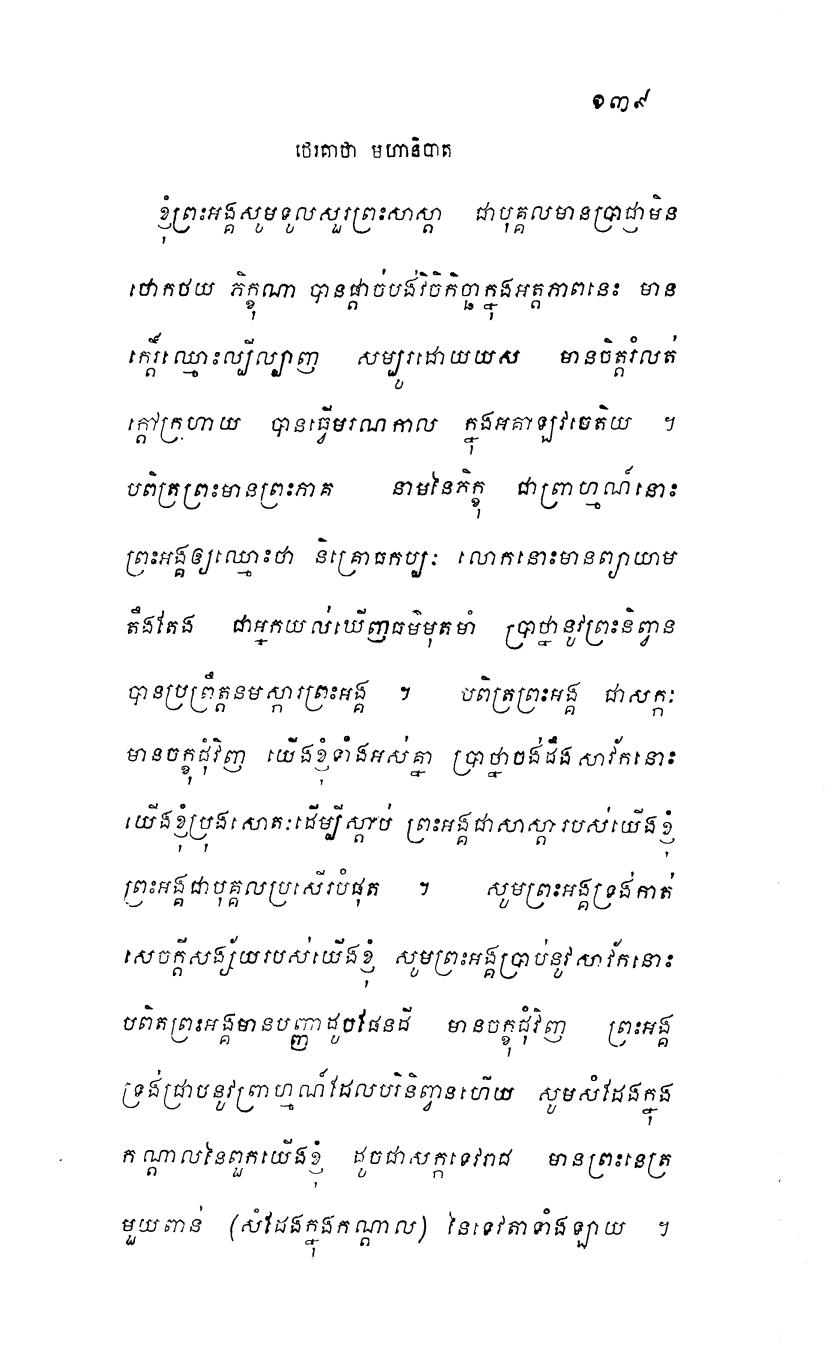 ១៣៩
ថេរគាថា មហានិបាត
ខ្ញុំព្រះអង្គសូមទូលសួរព្រះសាស្តា ជាបុគ្គលមានប្រាជ្ញាមិន
ថោកថយ ភិក្ខុណា បានផ្តាច់បង់វិចិកិច្ឆាក្នុងអត្តភាពនេះ មាន
កេរ្តិ៍ឈ្មោះល្បីល្បាញ សម្បូរដោយយស មានចិត្តរំលត់
ក្តៅក្រហាយ បានធ្វើមរណកាល ក្នុងអគាឡវចេតិយ ។
បពិត្រព្រះមានព្រះភាគ នាមនៃភិក្ខុ ជាព្រាហ្មណ៍នោះ
ព្រះអង្គឲ្យឈ្មោះថា និគ្រោធកប្បៈ លោកនោះមានព្យាយាម
តឹងតែង ជាអ្នកយល់ឃើញធម៌មុតមាំ ប្រាថ្នានូវព្រះនិព្វាន
បានប្រព្រឹត្តនមស្ការព្រះអង្គ ។ បពិត្រព្រះអង្គ ជាសក្កៈ
មានចក្ខុជុំវិញ យើងខ្ញុំទាំងអស់គ្នា ប្រាថ្នាចង់ដឹងសាវ័កនោះ
យើងខ្ញុំប្រុងសោតៈដើម្បីស្តាប់ ព្រះអង្គជាសាស្តារបស់យើងខ្ញុំ
ព្រះអង្គជាបុគ្គលប្រសើរបំផុត ។ សូមព្រះអង្គទ្រង់កាត់
សេចក្តីសង្ស័យរបស់យើងខ្ញុំ សូមព្រះអង្គប្រាប់នូវសាវ័កនោះ
បពិតព្រះអង្គមានបញ្ញាដូចផែនដី មានចក្ខុជុំវិញ ព្រះអង្គ
ទ្រង់ជ្រាបនូវព្រាហ្មណ៍ដែលបរិនិព្វានហើយ សូមសំដែងក្នុង
កណ្តាលនៃពួកយើងខ្ញុំ ដូចជាសក្កទេវរាជ មានព្រះនេត្រ
មួយពាន់ (សំដែងក្នុងកណ្តាល) នៃទេវតាទាំងឡាយ ។